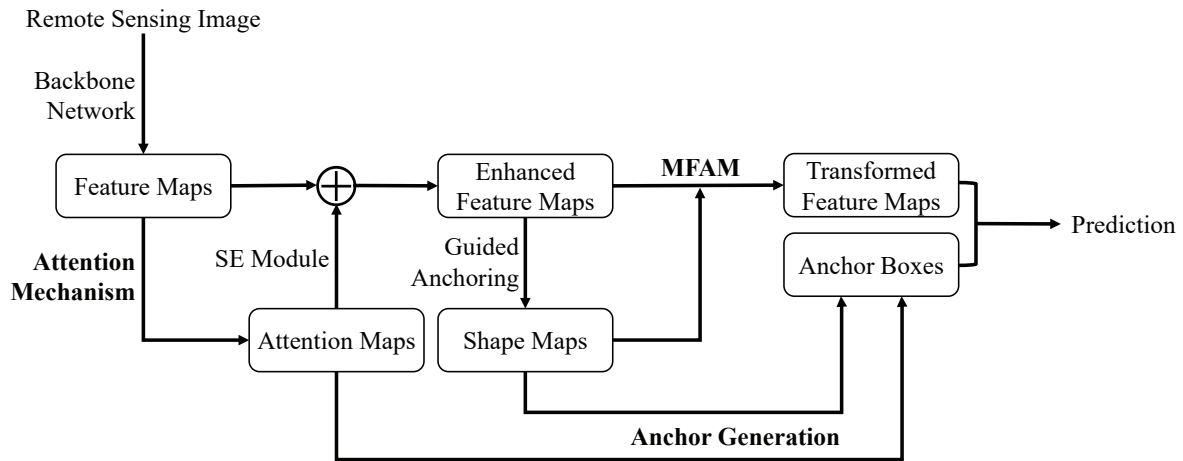 Remote Sensing Image
Backbone
Network
Feature Maps
Enhanced
Feature Maps
MFAM
Transformed
Feature Maps
Prediction
Attention
Mechanism
SE Module
Guided
Anchoring
Anchor Boxes
Attention Maps
Shape Maps
Anchor Generation